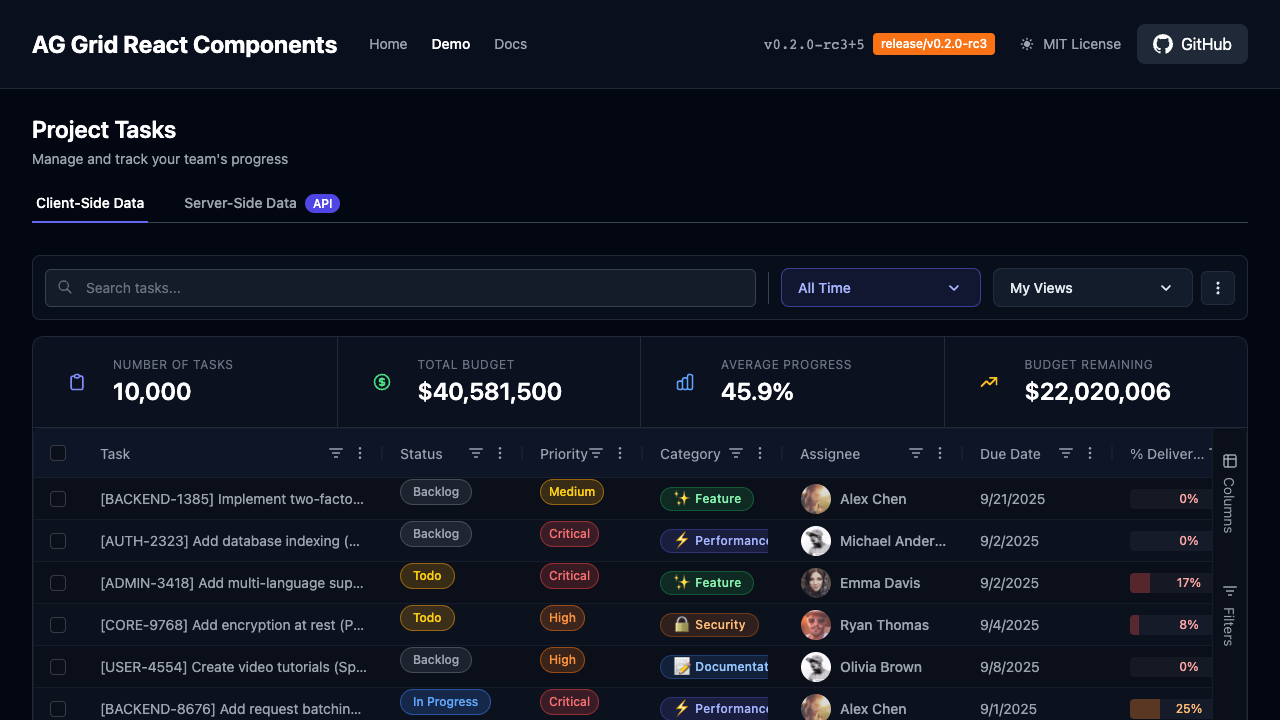 AG Grid React Components Home Demo Docs v0.2.0-rc3+5 release/v0.2.0-rc3 MIT License GitHub
Project Tasks
Manage and track your team's progress
Client-Side Data Server-Side Data API
Search tasks... All Time My Views
NUMBER OF TASKS TOTAL BUDGET AVERAGE PROGRESS BUDGET REMAINING
10,000 $40,581,500 45.9% $22,020,006
Task Status Priority Category Assignee Due Date % Deliver...
[BACKEND-1385] Implement two-facto... Backlog Medium ✨ Feature Alex Chen 9/21/2025 0%
[AUTH-2323] Add database indexing (... Backlog Critical ⚡ Performance Michael Ander... 9/2/2025 0%
[ADMIN-3418] Add multi-language sup... Todo Critical ✨ Feature Emma Davis 9/2/2025 17%
[CORE-9768] Add encryption at rest (P... Todo High 🔒 Security Ryan Thomas 9/4/2025 8%
[USER-4554] Create video tutorials (Sp... Backlog High 📝 Documentat Olivia Brown 9/8/2025 0%
[BACKEND-8676] Add request batchin... In Progress Critical ⚡ Performance Alex Chen 9/1/2025 25%
Columns
Filters